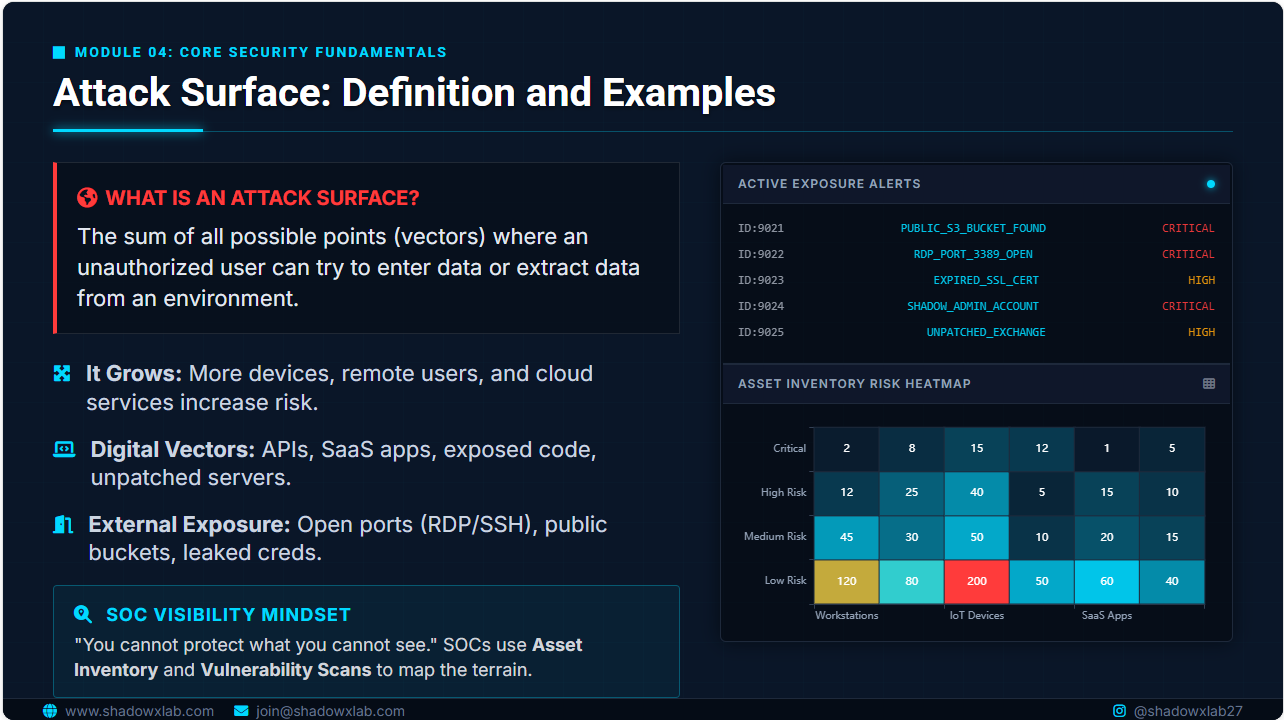 MODULE 04: CORE SECURITY FUNDAMENTALS
Attack Surface: Definition and Examples
WHAT IS AN ATTACK SURFACE?
The sum of all possible points (vectors) where an
unauthorized user can try to enter data or extract data
from an environment.
It Grows: More devices, remote users, and cloud
services increase risk.
Digital Vectors: APIs, SaaS apps, exposed code,
unpatched servers.
External Exposure: Open ports (RDP/SSH), public
buckets, leaked creds.
SOC VISIBILITY MINDSET
"You cannot protect what you cannot see." SOCs use Asset
Inventory and Vulnerability Scans to map the terrain.
ACTIVE EXPOSURE ALERTS
ID:9021 PUBLIC_S3_BUCKET_FOUND CRITICAL
ID:9022 RDP_PORT_3389_OPEN CRITICAL
ID:9023 EXPIRED_SSL_CERT HIGH
ID:9024 SHADOW_ADMIN_ACCOUNT CRITICAL
ID:9025 UNPATCHED_EXCHANGE HIGH
ASSET INVENTORY RISK HEATMAP
Critical 2 8 15 12 1 5
High Risk 12 25 40 5 15 10
Medium Risk 45 30 50 10 20 15
Low Risk 120 80 200 50 60 40
Workstations IoT Devices SaaS Apps
www.shadowxlab.com join@shadowxlab.com @shadowxlab27